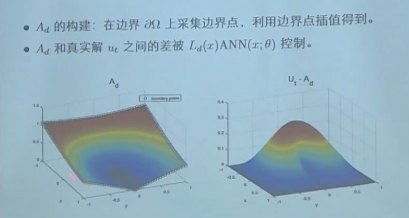 A_d 的构建：在边界 ∂Ω 上采集边界点，利用边界点插值得到。
A_d 和真实解 u_t 之间的差被 L_d(x)ANN(x;θ) 控制。
A_d
U_t - A_d